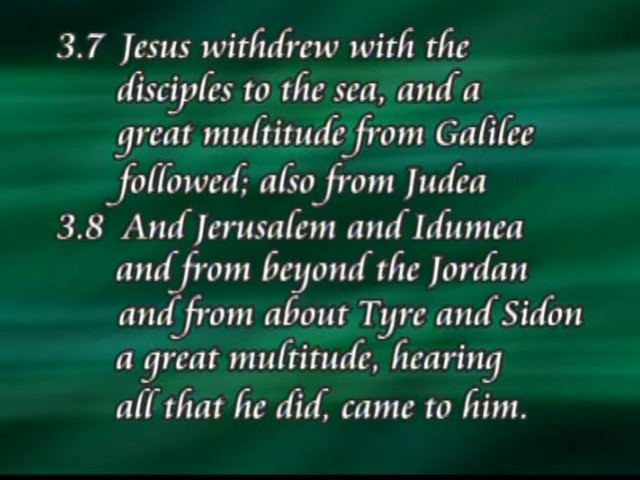 3.7 Jesus withdrew with the
disciples to the sea, and a
great multitude from Galilee
followed; also from Judea
3.8 And Jerusalem and Idumea
and from beyond the Jordan
and from about Tyre and Sidon
a great multitude, hearing
all that he did, came to him.